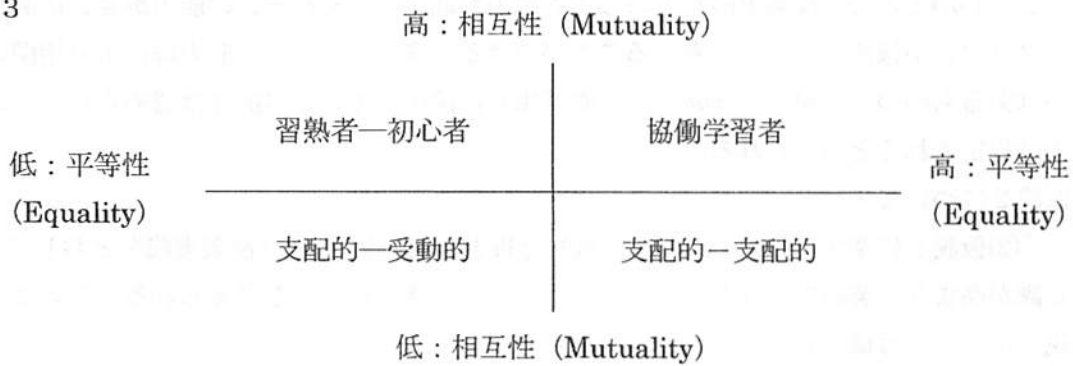 3
高：相互性 (Mutuality)
習熟者―初心者 協働学習者
低：平等性 高：平等性
(Equality) (Equality)
支配的―受動的 支配的－支配的
低：相互性 (Mutuality)